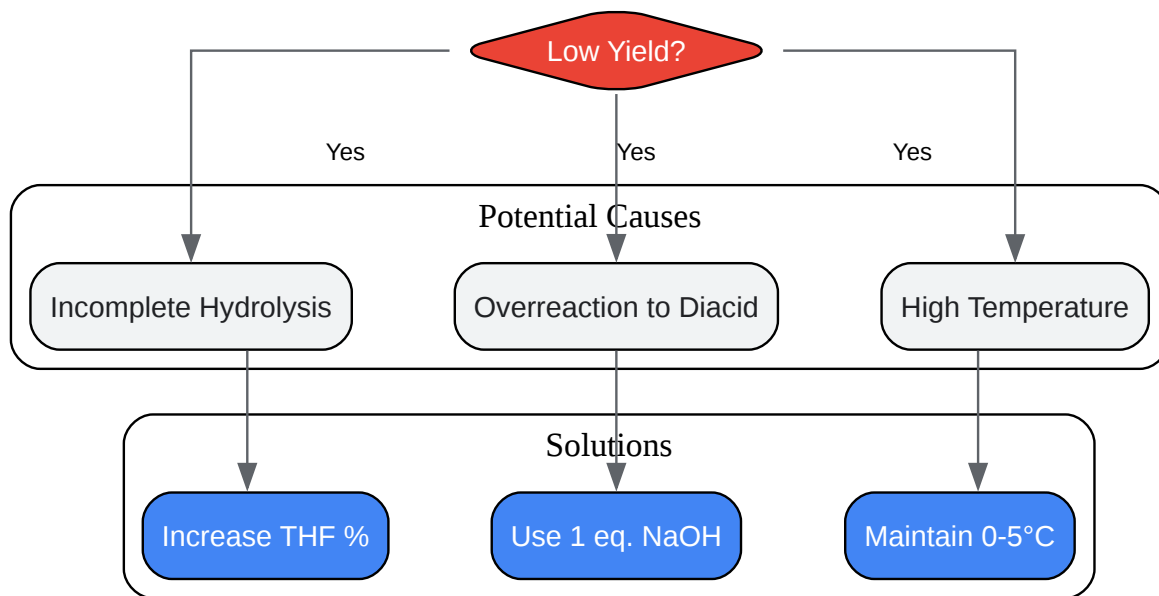 Low Yield?
Yes
Yes
Yes
Potential Causes
Incomplete Hydrolysis
Overreaction to Diacid
High Temperature
Solutions
Increase THF %
Use 1 eq. NaOH
Maintain 0-5°C